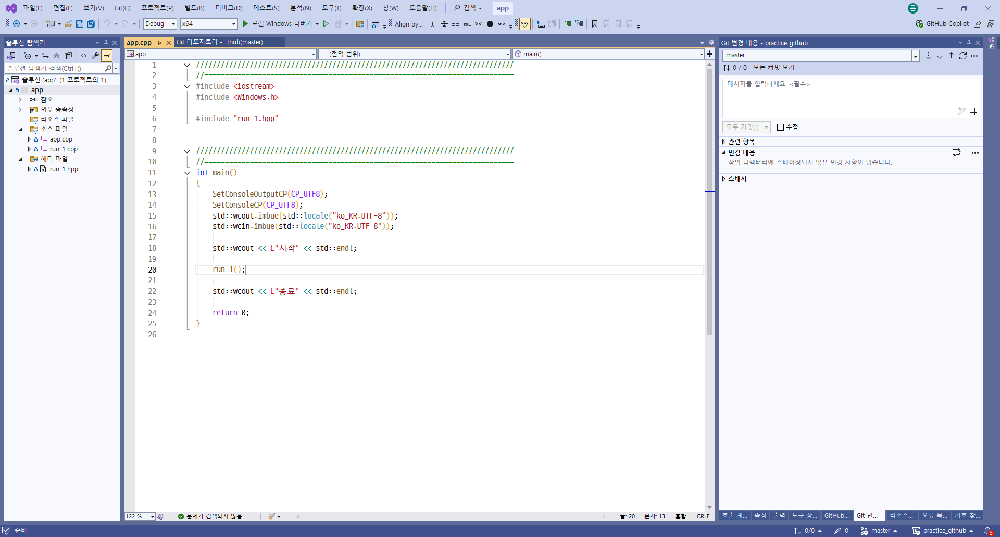 파일(F) 편집(E) 보기(V) Git(G) 프로젝트(P) 빌드(B) 디버그(D) 테스트(S) 분석(N) 도구(T) 확장(X) 창(W) 도움말(H) 검색 app
Debug x64 로컬 Windows 디버거 Align by... GitHub Copilot
솔루션 탐색기
솔루션 탐색기 검색(Ctrl+;)
솔루션 'app' (1 프로젝트의 1)
app
참조
외부 종속성
리소스 파일
소스 파일
app.cpp
run_1.cpp
헤더 파일
run_1.hpp
app.cpp Git 리포지토리 -...thub(master)
app (전역 범위) main()
1 /////////////////////////////////////////////////////////////////////////////
2 //===========================================================================
3 #include <iostream>
4 #include <Windows.h>
5
6 #include "run_1.hpp"
7
8
9 /////////////////////////////////////////////////////////////////////////////
10 //===========================================================================
11 int main()
12 {
13 SetConsoleOutputCP(CP_UTF8);
14 SetConsoleCP(CP_UTF8);
15 std::wcout.imbue(std::locale("ko_KR.UTF-8"));
16 std::wcin.imbue(std::locale("ko_KR.UTF-8"));
17
18 std::wcout << L"시작" << std::endl;
19
20 run_1();
21
22 std::wcout << L"종료" << std::endl;
23
24 return 0;
25 }
26
122 % 문제가 검색되지 않음 줄: 20 문자: 13 혼합 CRLF
Git 변경 내용 - practice_github
master
0 / 0 모든 커밋 보기
메시지를 입력하세요. <필수>
모두 커밋(I) 수정
관련 항목
변경 내용
작업 디렉터리에 스테이징되지 않은 변경 사항이 없습니다.
스태시
호출 계... 속성 출력 도구 상... GitHub... Git 변... 리소스... 오류 목... 기호 찾...
알림
준비 0/0 0 master practice_github 3